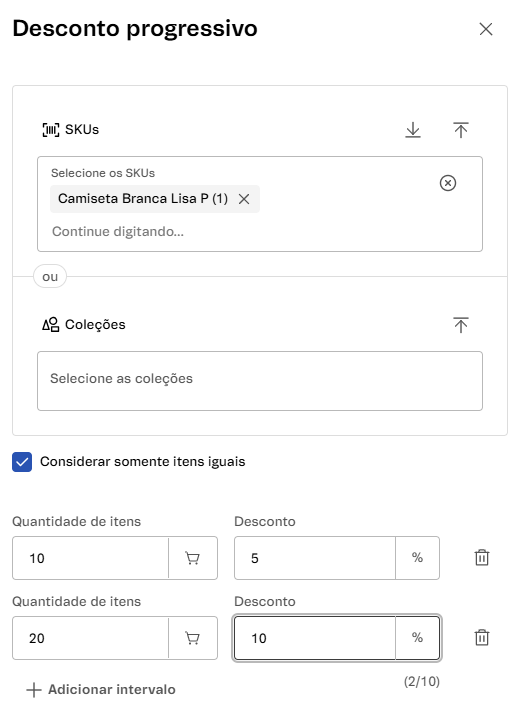 Desconto progressivo
SKUs
Selecione os SKUs
Camiseta Branca Lisa P (1)
Continue digitando...
ou
Coleções
Selecione as coleções
Considerar somente itens iguais
Quantidade de itens Desconto
10 5 %
Quantidade de itens Desconto
20 10 %
(2/10)
Adicionar intervalo